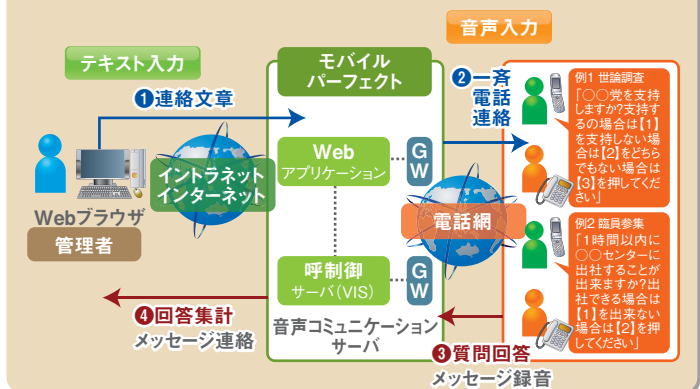 テキスト入力
音声入力
モバイル
パーフェクト
❶連絡文章
❷一斉
電話
連絡
Web
アプリケーション
G
W
イントラネット
インターネット
Webブラウザ
管理者
電話網
呼制御
サーバ(VIS)
G
W
音声コミュニケーション
サーバ
❹回答集計
メッセージ連絡
❸質問回答
メッセージ録音
例1 世論調査
「○○党を支持
しますか?支持す
るの場合は【1】
を支持しない場
合は【2】をどちら
でもない場合は
【3】を押してくだ
さい」
例2 臨員参集
「1時間以内に
○○センターに
出社することが
出来ますか?出
社できる場合は
【1】を出来ない
場合は【2】を押
してください」